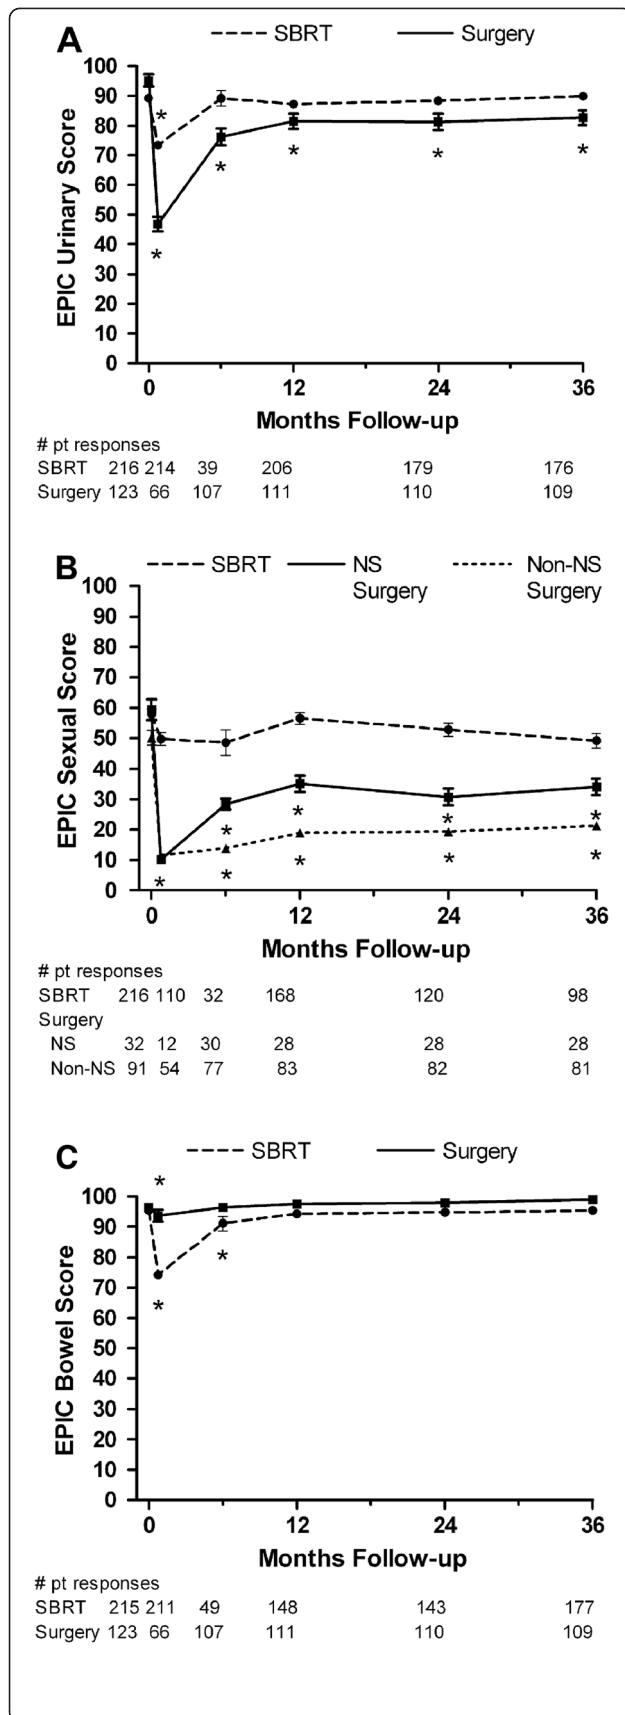 A
SBRT Surgery
100
90
80
70
60
50
40
30
20
10
0
EPIC Urinary Score
* * * * * *
0 12 24 36
Months Follow-up
# pt responses
SBRT 216 214 39 206 179 176
Surgery 123 66 107 111 110 109
B
SBRT NS Surgery Non-NS Surgery
100
90
80
70
60
50
40
30
20
10
0
EPIC Sexual Score
* * * * * * * * *
0 12 24 36
Months Follow-up
# pt responses
SBRT 216 110 32 168 120 98
Surgery
NS 32 12 30 28 28 28
Non-NS 91 54 77 83 82 81
C
SBRT Surgery
100
90
80
70
60
50
40
30
20
10
0
EPIC Bowel Score
* * *
0 12 24 36
Months Follow-up
# pt responses
SBRT 215 211 49 148 143 177
Surgery 123 66 107 111 110 109